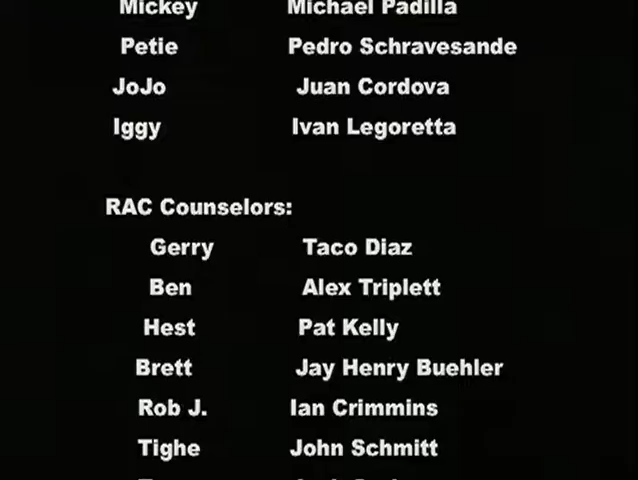 Mickey Michael Padilla
Petie Pedro Schravesande
JoJo Juan Cordova
Iggy Ivan Legoretta
RAC Counselors:
Gerry Taco Diaz
Ben Alex Triplett
Hest Pat Kelly
Brett Jay Henry Buehler
Rob J. Ian Crimmins
Tighe John Schmitt